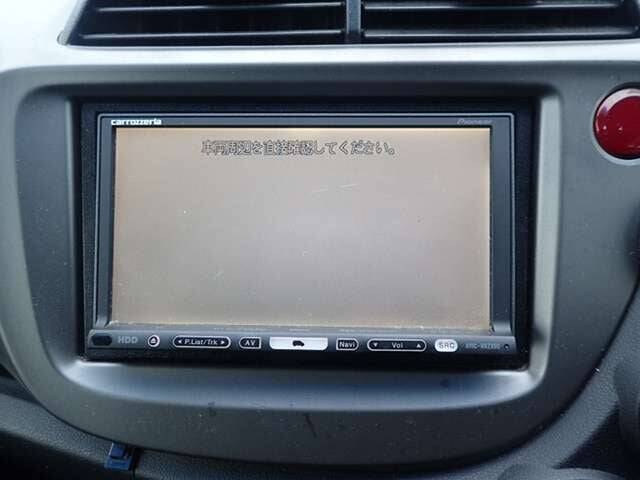 carrozzeria
Pioneer
車両周辺を直接確認してください。
HDD
P.List/Trk
AV
Navi
Vol
SRC